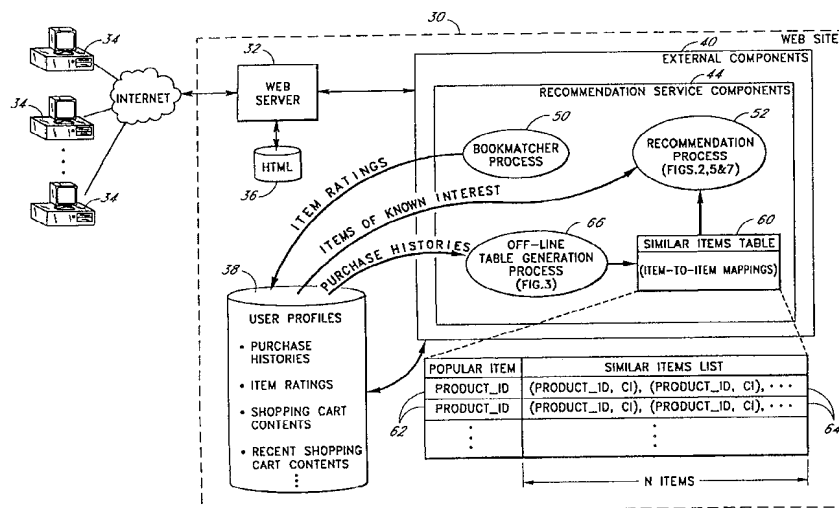 30
WEB SITE
34
32
40
EXTERNAL COMPONENTS
WEB
SERVER
44
RECOMMENDATION SERVICE COMPONENTS
INTERNET
34
50
52
BOOKMATCHER
PROCESS
RECOMMENDATION
PROCESS
(FIGS.2,5&7)
HTML
36
34
ITEM RATINGS
ITEMS OF KNOWN INTEREST
PURCHASE HISTORIES
66
60
OFF-LINE
TABLE GENERATION
PROCESS
(FIG.3)
SIMILAR ITEMS TABLE
(ITEM-TO-ITEM MAPPINGS)
38
USER PROFILES
• PURCHASE
HISTORIES
• ITEM RATINGS
• SHOPPING CART
CONTENTS
• RECENT SHOPPING
CART CONTENTS
POPULAR ITEM
SIMILAR ITEMS LIST
PRODUCT_ID
(PRODUCT_ID, CI), (PRODUCT_ID, CI), • • •
PRODUCT_ID
(PRODUCT_ID, CI), (PRODUCT_ID, CI), • • •
62
64
N ITEMS